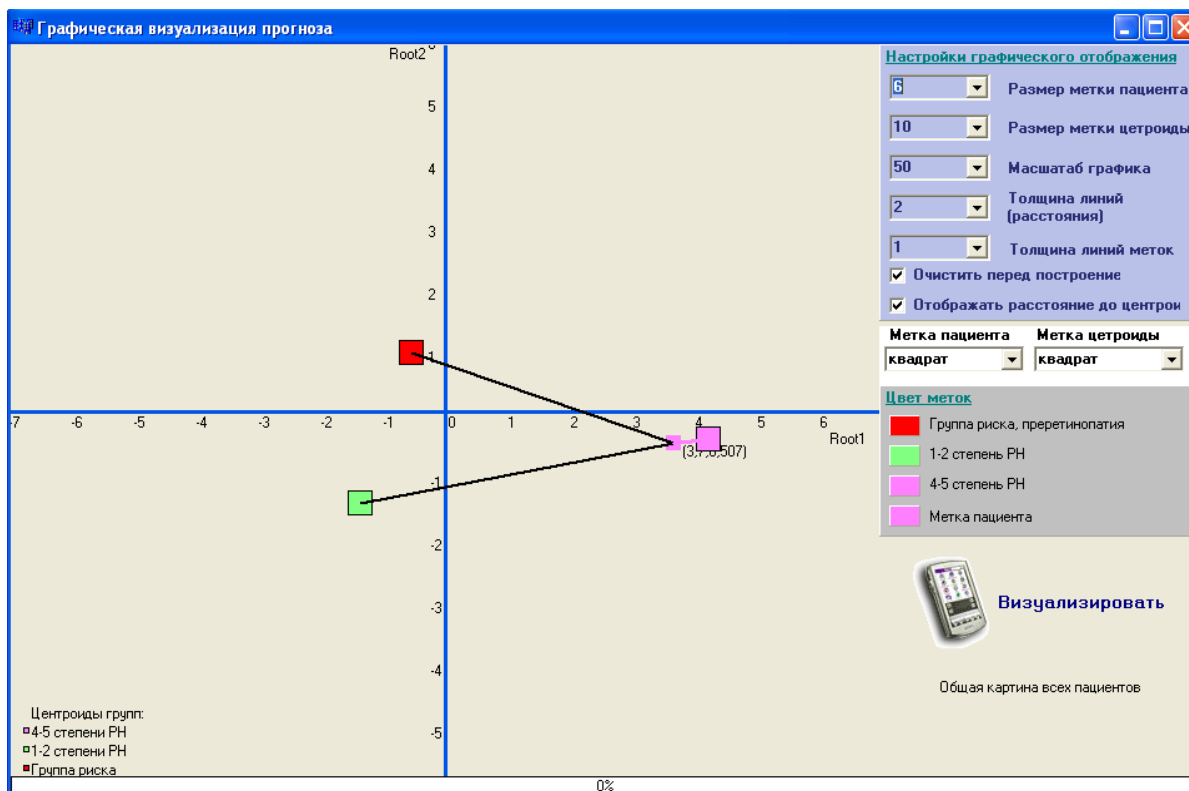 Графическая визуализация прогноза
Root2
5
4
3
2
1
-7 -6 -5 -4 -3 -2 -1 0 1 2 3 4 5 6
Root1
(3,7;0,507)
-1
-2
-3
-4
-5
Центроиды групп:
4-5 степени РН
1-2 степени РН
Группа риска
0%
Настройки графического отображения
6 Размер метки пациента
10 Размер метки цетроиды
50 Масштаб графика
2 Толщина линий
(расстояния)
1 Толщина линий меток
Очистить перед построение
Отображать расстояние до центрои
Метка пациента Метка цетроиды
квадрат квадрат
Цвет меток
Группа риска, преретинопатия
1-2 степень РН
4-5 степень РН
Метка пациента
Визуализировать
Общая картина всех пациентов